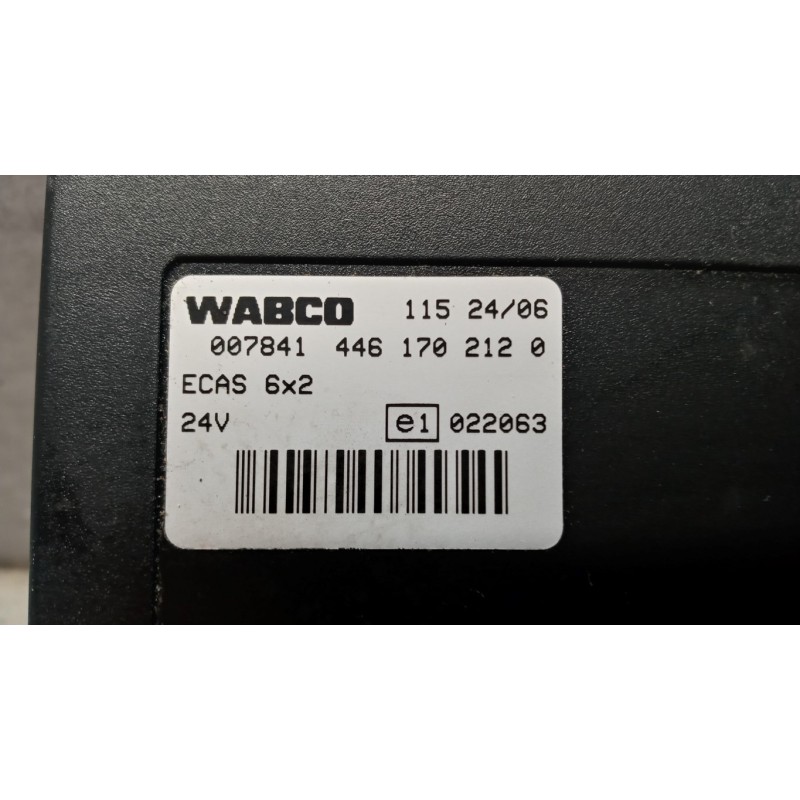 WABCO 115 24/06
007841 446 170 212 0
ECAS 6x2
24V e1 022063